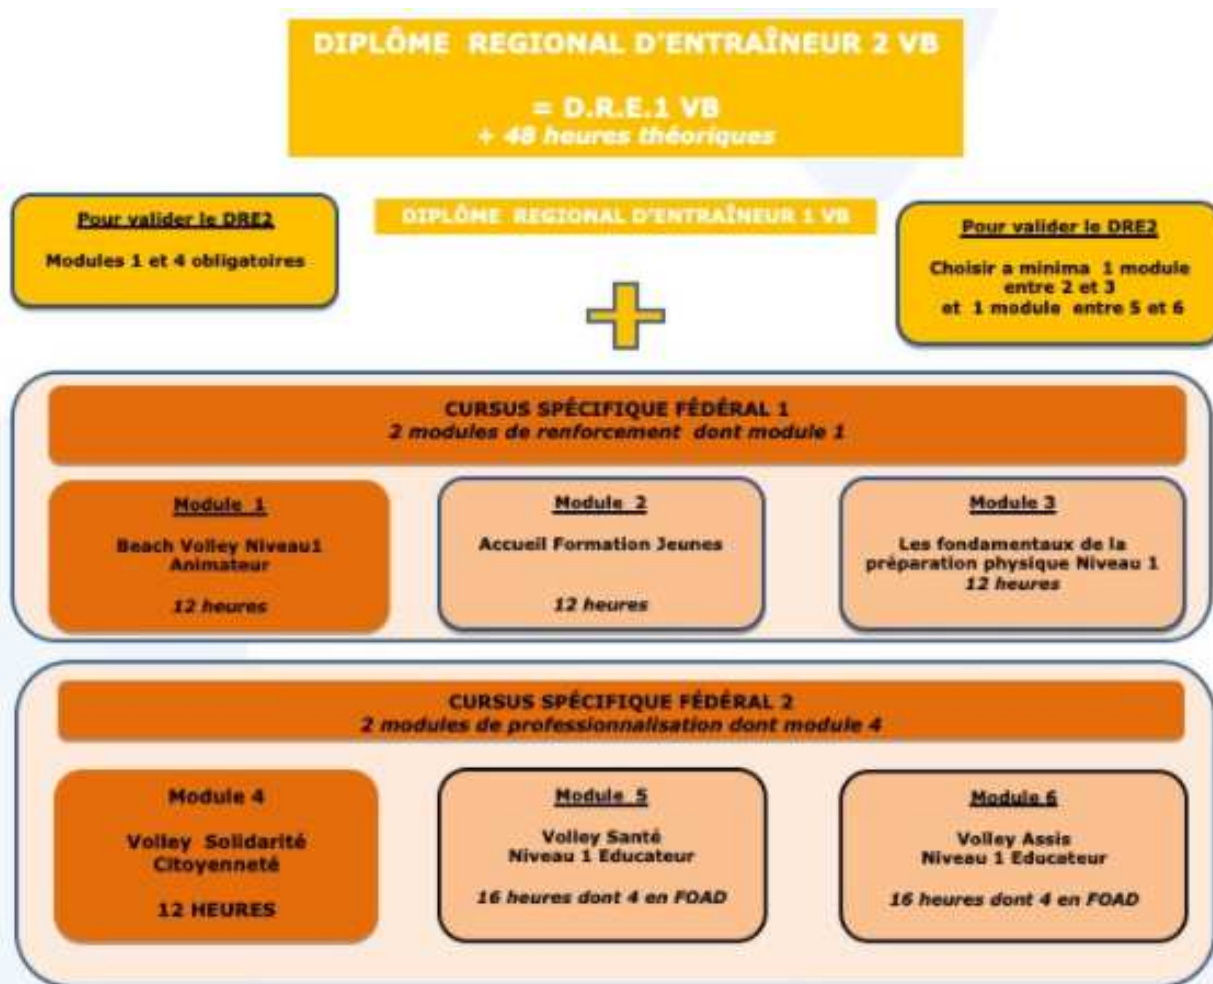 DIPLÔME REGIONAL D'ENTRAÎNEUR 2 VB
= D.R.E.1 VB
+ 48 heures théoriques
Pour valider le DRE2
Modules 1 et 4 obligatoires
DIPLÔME REGIONAL D'ENTRAÎNEUR 1 VB
Pour valider le DRE2
Choisir a minima 1 module
entre 2 et 3
et 1 module entre 5 et 6
CURSUS SPÉCIFIQUE FÉDÉRAL 1
2 modules de renforcement dont module 1
Module 1
Beach Volley Niveau1
Animateur
12 heures
Module 2
Accueil Formation Jeunes
12 heures
Module 3
Les fondamentaux de la
préparation physique Niveau 1
12 heures
CURSUS SPÉCIFIQUE FÉDÉRAL 2
2 modules de professionnalisation dont module 4
Module 4
Volley Solidarité
Citoyenneté
12 HEURES
Module 5
Volley Santé
Niveau 1 Educateur
16 heures dont 4 en FOAD
Module 6
Volley Assis
Niveau 1 Educateur
16 heures dont 4 en FOAD